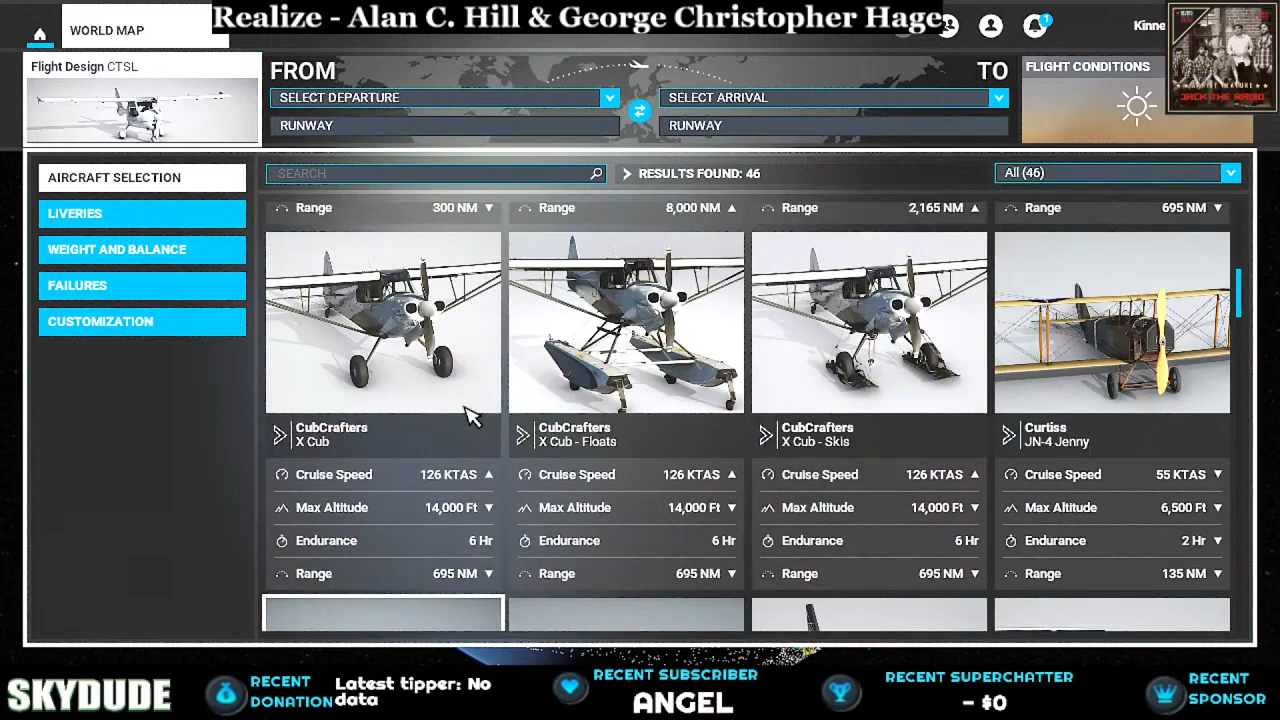 Realize - Alan C. Hill & George Christopher Hage
WORLD MAP
1
Kinne
Flight Design CTSL
FROM
TO
SELECT DEPARTURE
SELECT ARRIVAL
RUNWAY
RUNWAY
FLIGHT CONDITIONS
JACK THE RADIO
AIRCRAFT SELECTION
LIVERIES
WEIGHT AND BALANCE
FAILURES
CUSTOMIZATION
SEARCH
RESULTS FOUND: 46
All (46)
Range 300 NM
Range 8,000 NM
Range 2,165 NM
Range 695 NM
CubCrafters
X Cub
Cruise Speed 126 KTAS
Max Altitude 14,000 Ft
Endurance 6 Hr
Range 695 NM
CubCrafters
X Cub - Floats
Cruise Speed 126 KTAS
Max Altitude 14,000 Ft
Endurance 6 Hr
Range 695 NM
CubCrafters
X Cub - Skis
Cruise Speed 126 KTAS
Max Altitude 14,000 Ft
Endurance 6 Hr
Range 695 NM
Curtiss
JN-4 Jenny
Cruise Speed 55 KTAS
Max Altitude 6,500 Ft
Endurance 2 Hr
Range 135 NM
SKYDUDE
RECENT
DONATION
Latest tipper: No
data
RECENT SUBSCRIBER
ANGEL
RECENT SUPERCHATTER
- $0
RECENT
SPONSOR